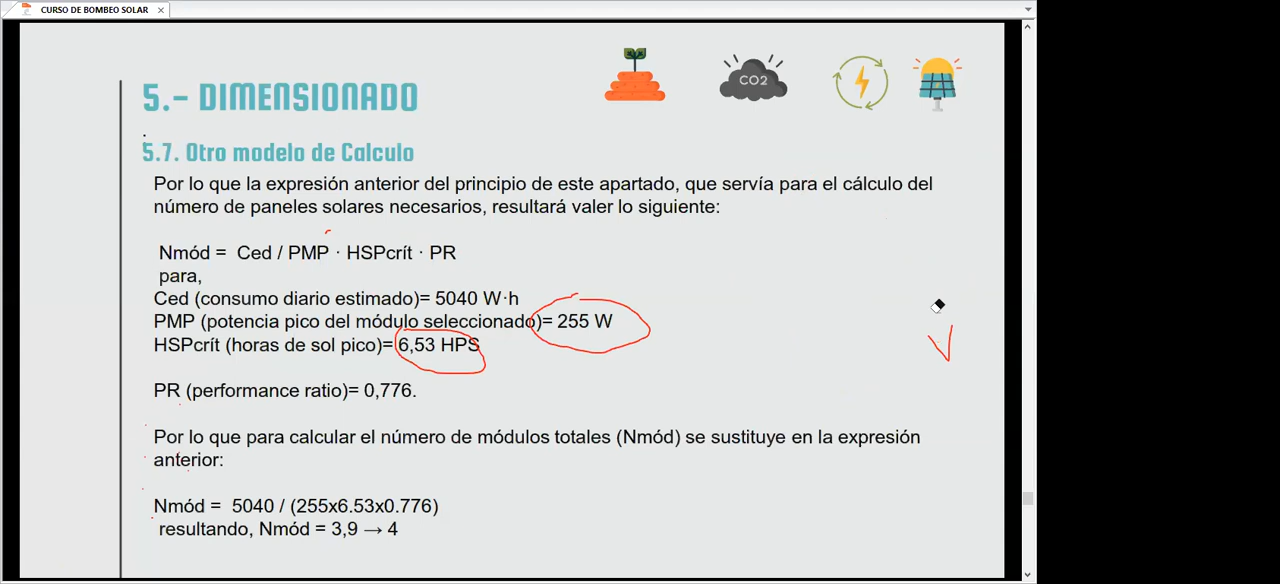 CURSO DE BOMBEO SOLAR
CO2
5.- DIMENSIONADO
5.7. Otro modelo de Calculo
Por lo que la expresión anterior del principio de este apartado, que servía para el cálculo del
número de paneles solares necesarios, resultará valer lo siguiente:
Nmód = Ced / PMP · HSPcrít · PR
para,
Ced (consumo diario estimado)= 5040 W·h
PMP (potencia pico del módulo seleccionado)= 255 W
HSPcrít (horas de sol pico)= 6,53 HPS
PR (performance ratio)= 0,776.
Por lo que para calcular el número de módulos totales (Nmód) se sustituye en la expresión
anterior:
Nmód = 5040 / (255x6.53x0.776)
resultando, Nmód = 3,9 → 4